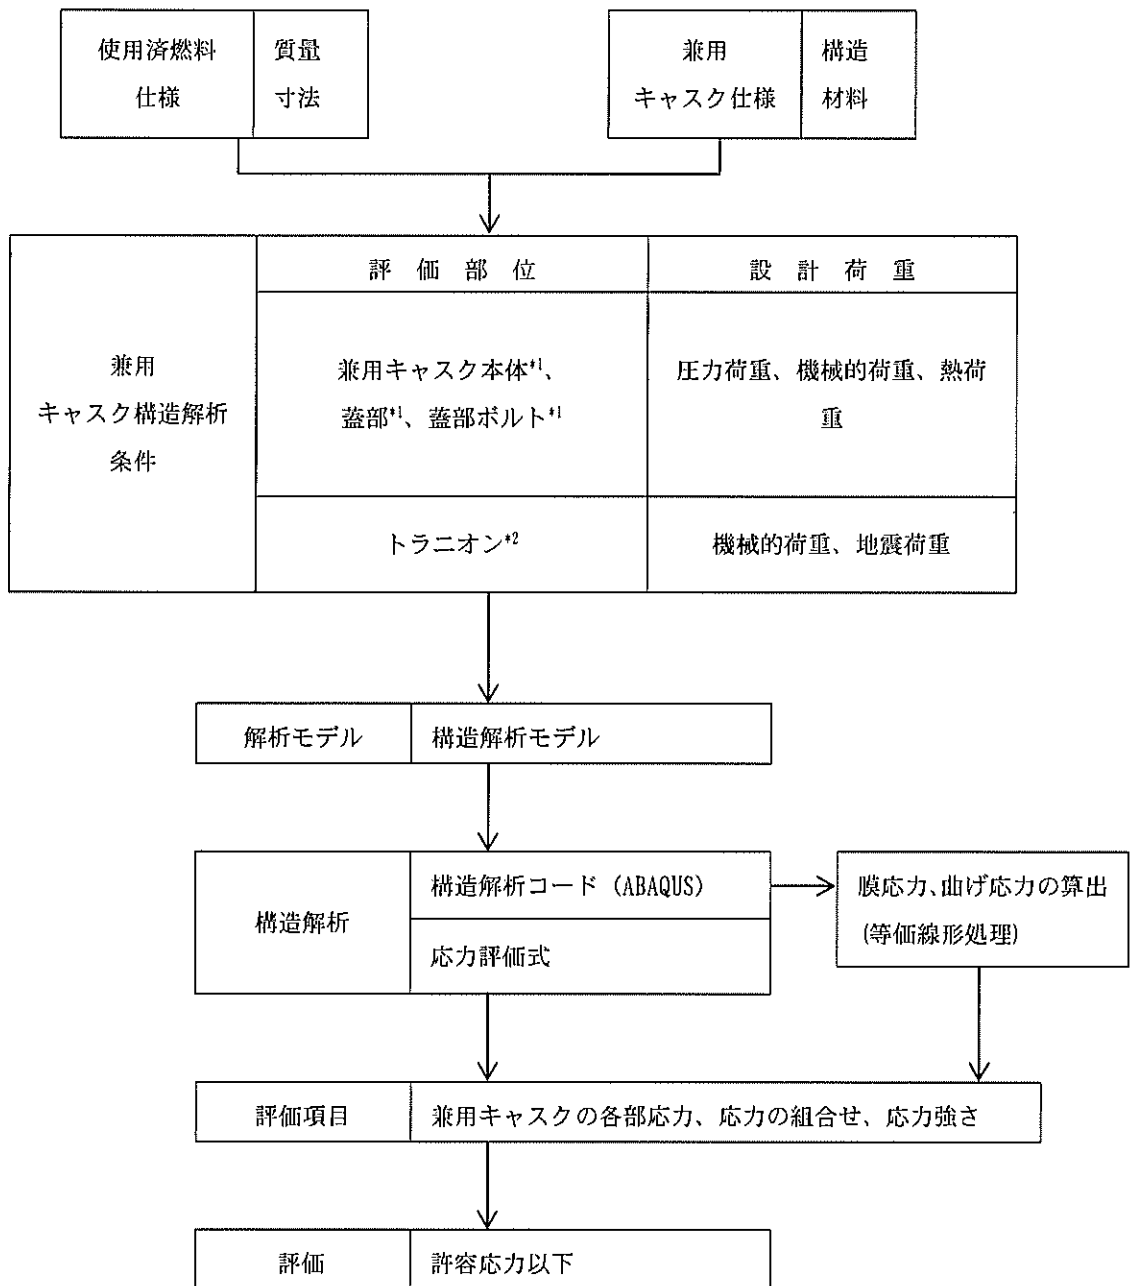 使用済燃料
仕様
質量
寸法
兼用
キャスク仕様
構造
材料
兼用
キャスク構造解析
条件
評 価 部 位
設 計 荷 重
兼用キャスク本体*1、
蓋部*1、蓋部ボルト*1
圧力荷重、機械的荷重、熱荷
重
トラニオン*2
機械的荷重、地震荷重
解析モデル
構造解析モデル
構造解析
構造解析コード (ABAQUS)
応力評価式
膜応力、曲げ応力の算出
(等価線形処理)
評価項目
兼用キャスクの各部応力、応力の組合せ、応力強さ
評価
許容応力以下